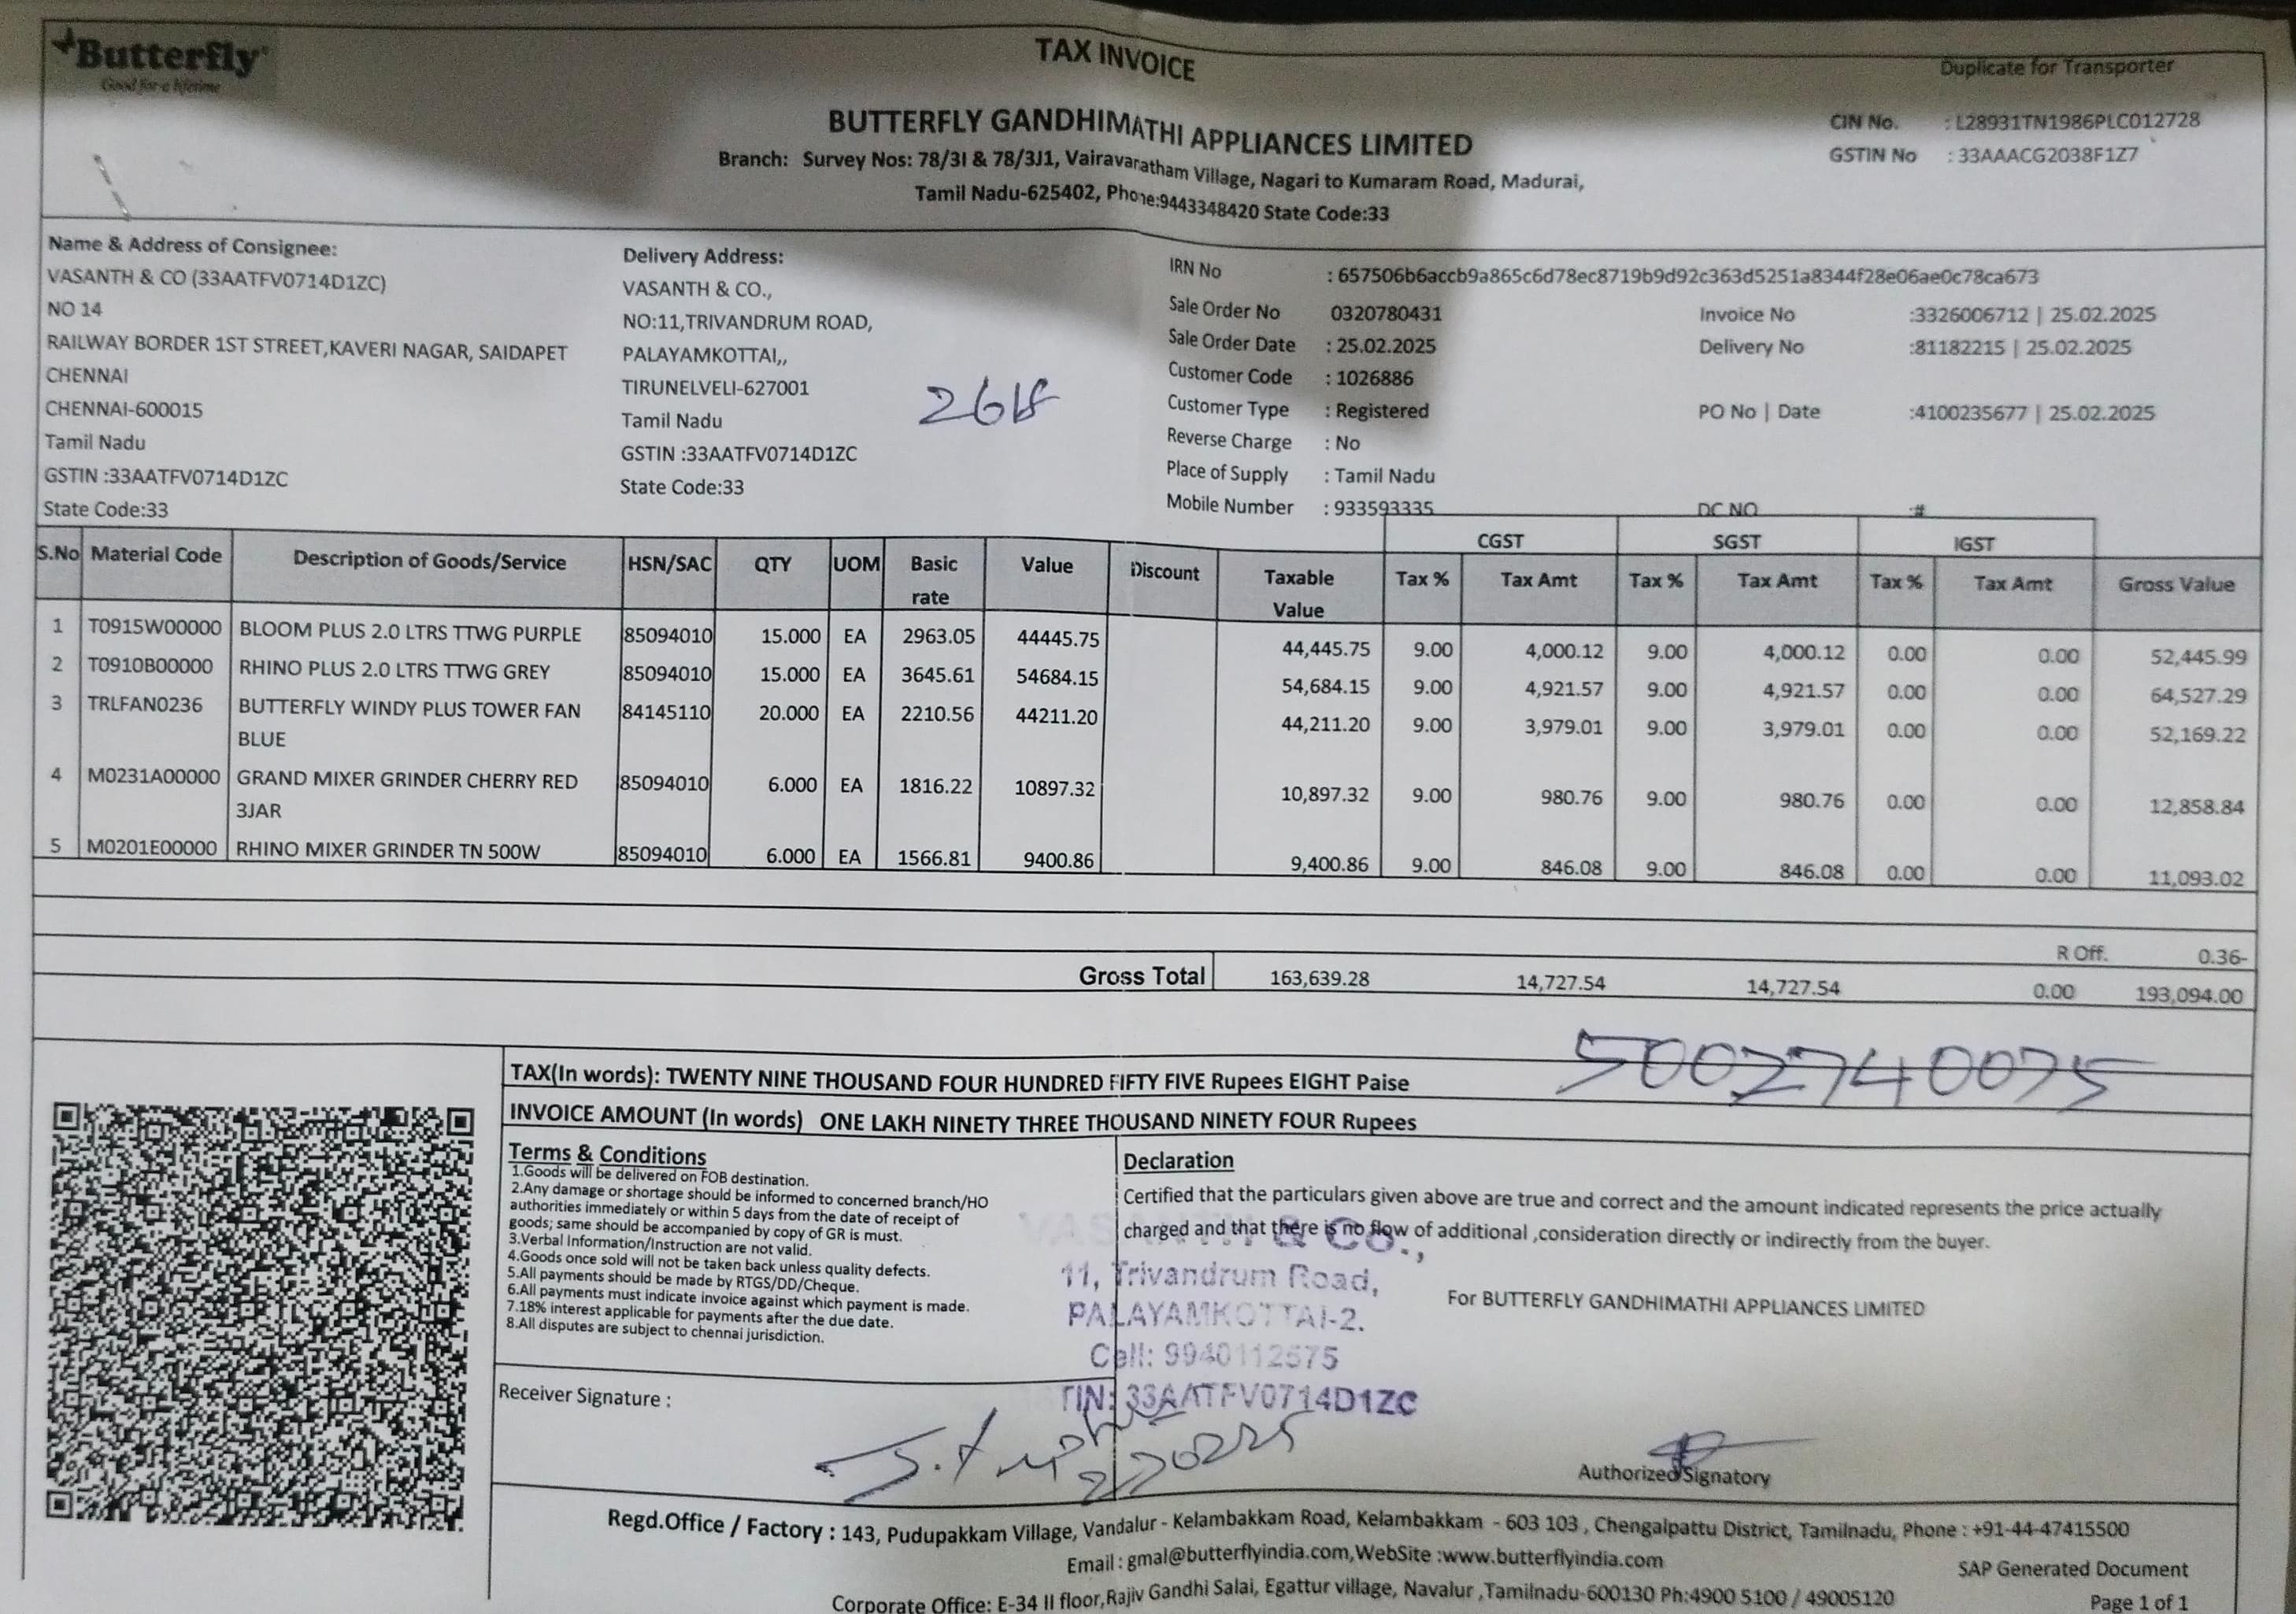 Butterfly
Good for a lifetime
TAX INVOICE
Duplicate for Transporter
BUTTERFLY GANDHIMATHI APPLIANCES LIMITED
Branch: Survey Nos: 78/3I & 78/3J1, Vairavaratham Village, Nagari to Kumaram Road, Madurai,
Tamil Nadu-625402, Phone:9443348420 State Code:33
CIN No. : L28931TN1986PLC012728
GSTIN No : 33AAACG2038F1Z7
Name & Address of Consignee:
VASANTH & CO (33AATFV0714D1ZC)
NO 14
RAILWAY BORDER 1ST STREET,KAVERI NAGAR, SAIDAPET
CHENNAI
CHENNAI-600015
Tamil Nadu
GSTIN :33AATFV0714D1ZC
State Code:33
Delivery Address:
VASANTH & CO.,
NO:11,TRIVANDRUM ROAD,
PALAYAMKOTTAI,,
TIRUNELVELI-627001
Tamil Nadu
GSTIN :33AATFV0714D1ZC
State Code:33
IRN No : 657506b6accb9a865c6d78ec8719b9d92c363d5251a8344f28e06ae0c78ca673
Sale Order No 0320780431
Sale Order Date : 25.02.2025
Customer Code : 1026886
Customer Type : Registered
Reverse Charge : No
Place of Supply : Tamil Nadu
Mobile Number : 933593335
Invoice No :3326006712 | 25.02.2025
Delivery No :81182215 | 25.02.2025
PO No | Date :4100235677 | 25.02.2025
DC NO :#
CGST SGST IGST
S.No Material Code Description of Goods/Service HSN/SAC QTY UOM Basic rate Value Discount Taxable Value Tax % Tax Amt Tax % Tax Amt Tax % Tax Amt Gross Value
1 T0915W00000 BLOOM PLUS 2.0 LTRS TTWG PURPLE 85094010 15.000 EA 2963.05 44445.75 44,445.75 9.00 4,000.12 9.00 4,000.12 0.00 0.00 52,445.99
2 T0910B00000 RHINO PLUS 2.0 LTRS TTWG GREY 85094010 15.000 EA 3645.61 54684.15 54,684.15 9.00 4,921.57 9.00 4,921.57 0.00 0.00 64,527.29
3 TRLFAN0236 BUTTERFLY WINDY PLUS TOWER FAN 84145110 20.000 EA 2210.56 44211.20 44,211.20 9.00 3,979.01 9.00 3,979.01 0.00 0.00 52,169.22
BLUE
4 M0231A00000 GRAND MIXER GRINDER CHERRY RED 85094010 6.000 EA 1816.22 10897.32 10,897.32 9.00 980.76 9.00 980.76 0.00 0.00 12,858.84
3JAR
5 M0201E00000 RHINO MIXER GRINDER TN 500W 85094010 6.000 EA 1566.81 9400.86 9,400.86 9.00 846.08 9.00 846.08 0.00 0.00 11,093.02
R Off. 0.36-
Gross Total 163,639.28 14,727.54 14,727.54 0.00 193,094.00
5002740075
TAX(In words): TWENTY NINE THOUSAND FOUR HUNDRED FIFTY FIVE Rupees EIGHT Paise
INVOICE AMOUNT (In words) ONE LAKH NINETY THREE THOUSAND NINETY FOUR Rupees
Terms & Conditions
1.Goods will be delivered on FOB destination.
2.Any damage or shortage should be informed to concerned branch/HO
authorities immediately or within 5 days from the date of receipt of
goods; same should be accompanied by copy of GR is must.
3.Verbal Information/Instruction are not valid.
4.Goods once sold will not be taken back unless quality defects.
5.All payments should be made by RTGS/DD/Cheque.
6.All payments must indicate invoice against which payment is made.
7.18% interest applicable for payments after the due date.
8.All disputes are subject to chennai jurisdiction.
Declaration
Certified that the particulars given above are true and correct and the amount indicated represents the price actually
charged and that there is no flow of additional ,consideration directly or indirectly from the buyer.
VASANTH & Co.,
11, Trivandrum Road,
PALAYAMKOTTAI-2.
Cell: 9940112575
TIN: 33AATFV0714D1ZC
For BUTTERFLY GANDHIMATHI APPLIANCES LIMITED
Receiver Signature :
Authorized Signatory
Regd.Office / Factory : 143, Pudupakkam Village, Vandalur - Kelambakkam Road, Kelambakkam - 603 103 , Chengalpattu District, Tamilnadu, Phone : +91-44-47415500
Email : gmal@butterflyindia.com,WebSite :www.butterflyindia.com
SAP Generated Document
Corporate Office: E-34 II floor,Rajiv Gandhi Salai, Egattur village, Navalur ,Tamilnadu-600130 Ph:4900 5100 / 49005120
Page 1 of 1